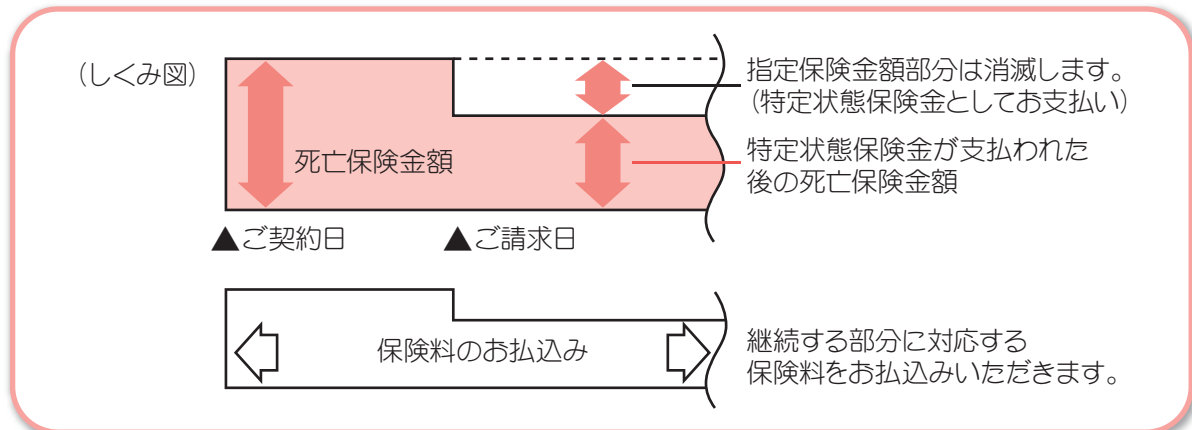 （しくみ図）
指定保険金額部分は消滅します。
（特定状態保険金としてお支払い）
死亡保険金額
特定状態保険金が支払われた
後の死亡保険金額
▲ご契約日
▲ご請求日
保険料のお払込み
継続する部分に対応する
保険料をお払込みいただきます。